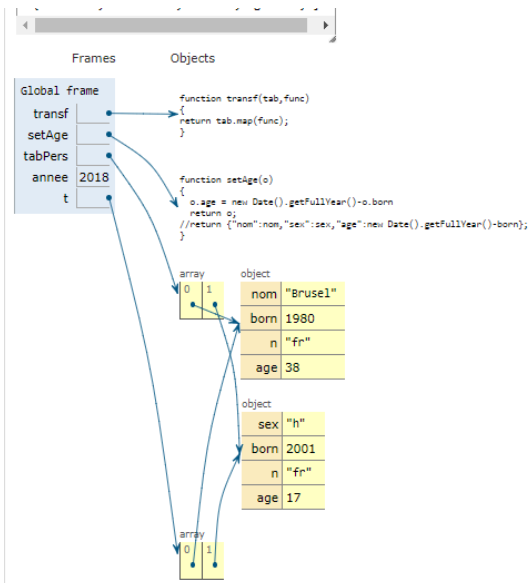 Frames Objects
Global frame
transf
setAge
tabPers
annee 2018
t
function transf(tab,func)
{
return tab.map(func);
}
function setAge(o)
{
o.age = new Date().getFullYear()-o.born
return o;
//return {"nom":nom,"sex":sex,"age":new Date().getFullYear()-born};
}
array
0 1
object
nom "Brusel"
born 1980
n "fr"
age 38
object
sex "h"
born 2001
n "fr"
age 17
array
0 1